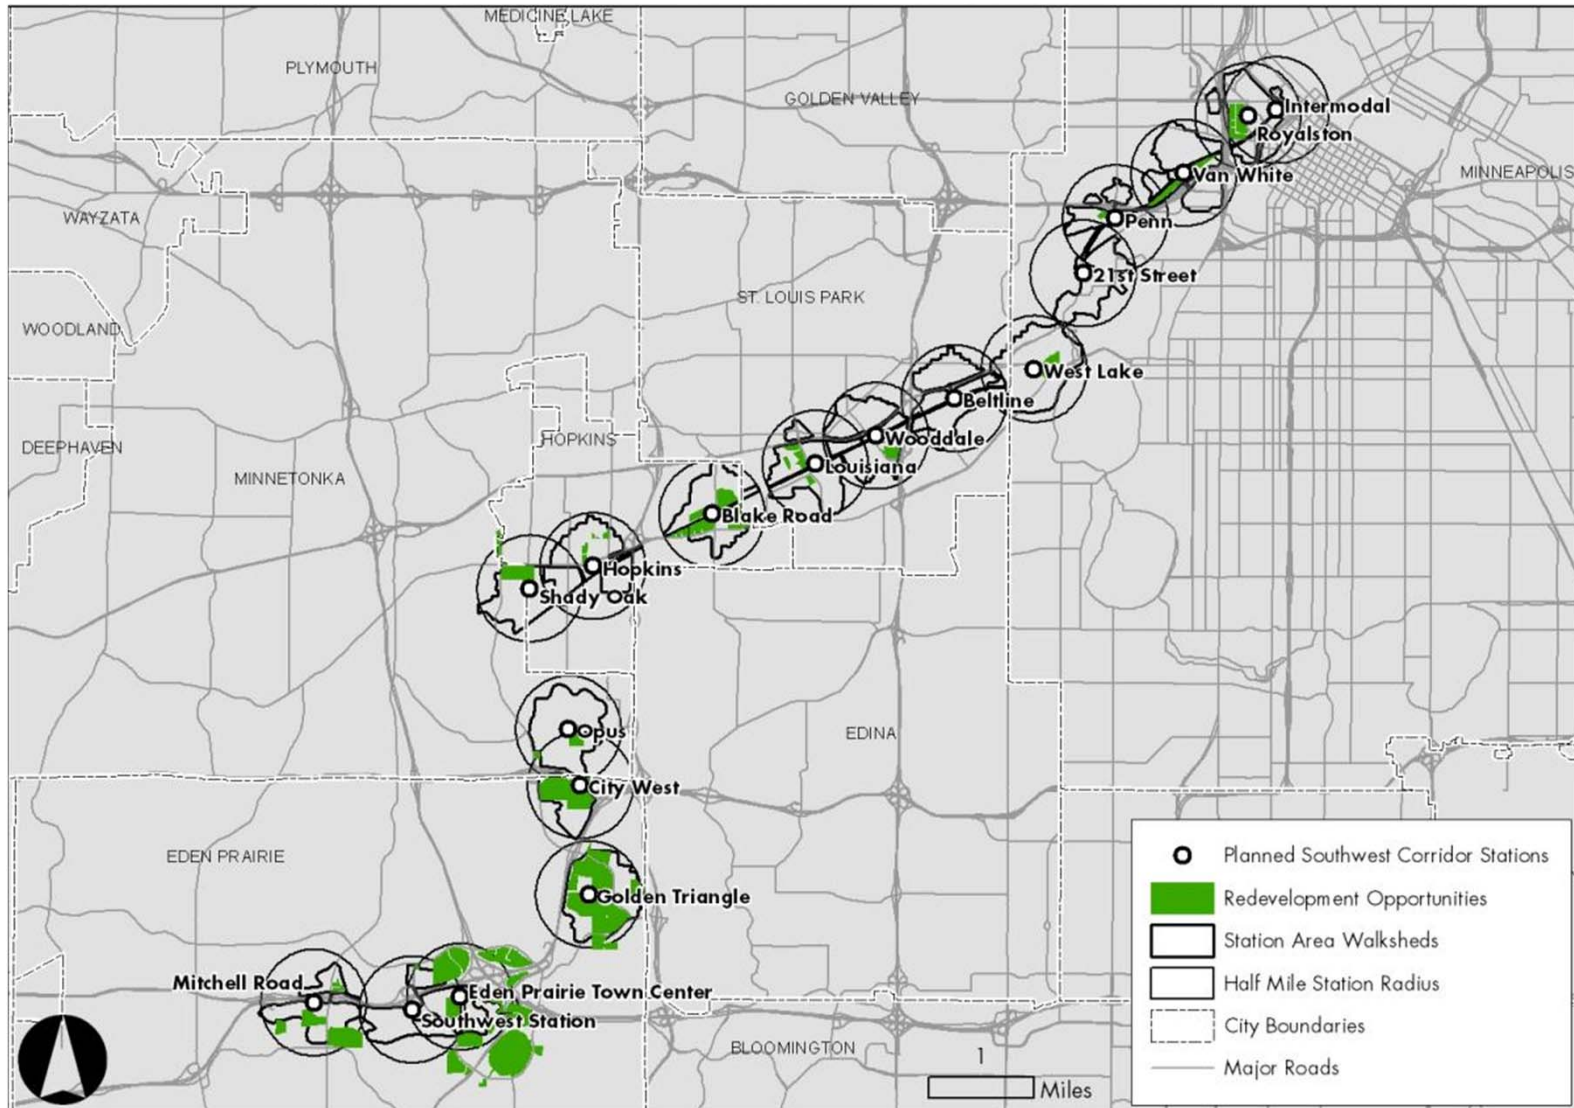 MEDICINE LAKE
PLYMOUTH
GOLDEN VALLEY
Intermodal
Royalston
MINNEAPOLIS
Van White
WAYZATA
Penn
21st Street
ST. LOUIS PARK
WOODLAND
West Lake
Beltline
DEEPHAVEN
HOPKINS
Wooddale
Louisiana
MINNETONKA
Blake Road
Hopkins
Shady Oak
Opus
EDINA
City West
EDEN PRAIRIE
Golden Triangle
Mitchell Road
Eden Prairie Town Center
Southwest Station
BLOOMINGTON
1
Miles
Planned Southwest Corridor Stations
Redevelopment Opportunities
Station Area Walksheds
Half Mile Station Radius
City Boundaries
Major Roads